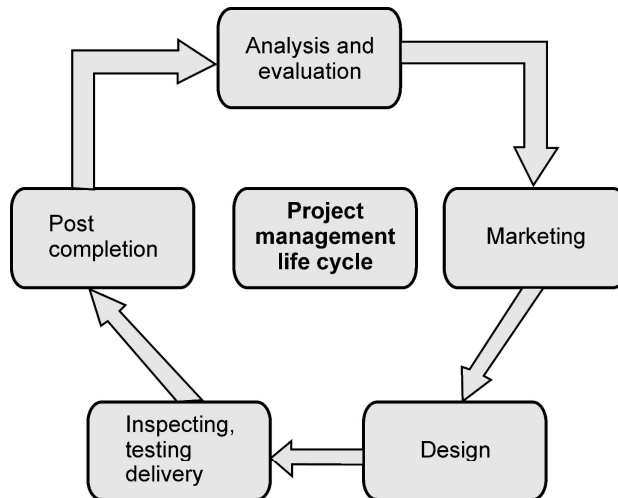 Analysis and
evaluation
Post
completion
Project
management
life cycle
Marketing
Inspecting,
testing
delivery
Design